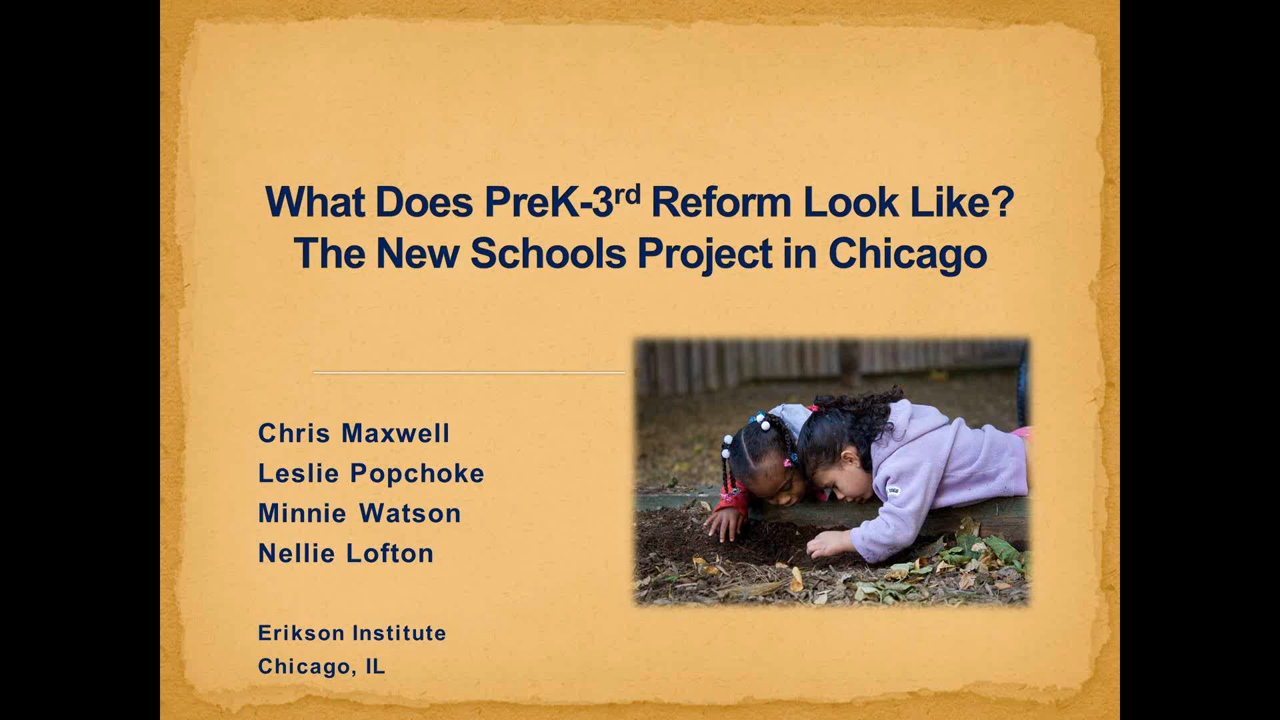 What Does PreK-3rd Reform Look Like?
The New Schools Project in Chicago
Chris Maxwell
Leslie Popchoke
Minnie Watson
Nellie Lofton
Erikson Institute
Chicago, IL